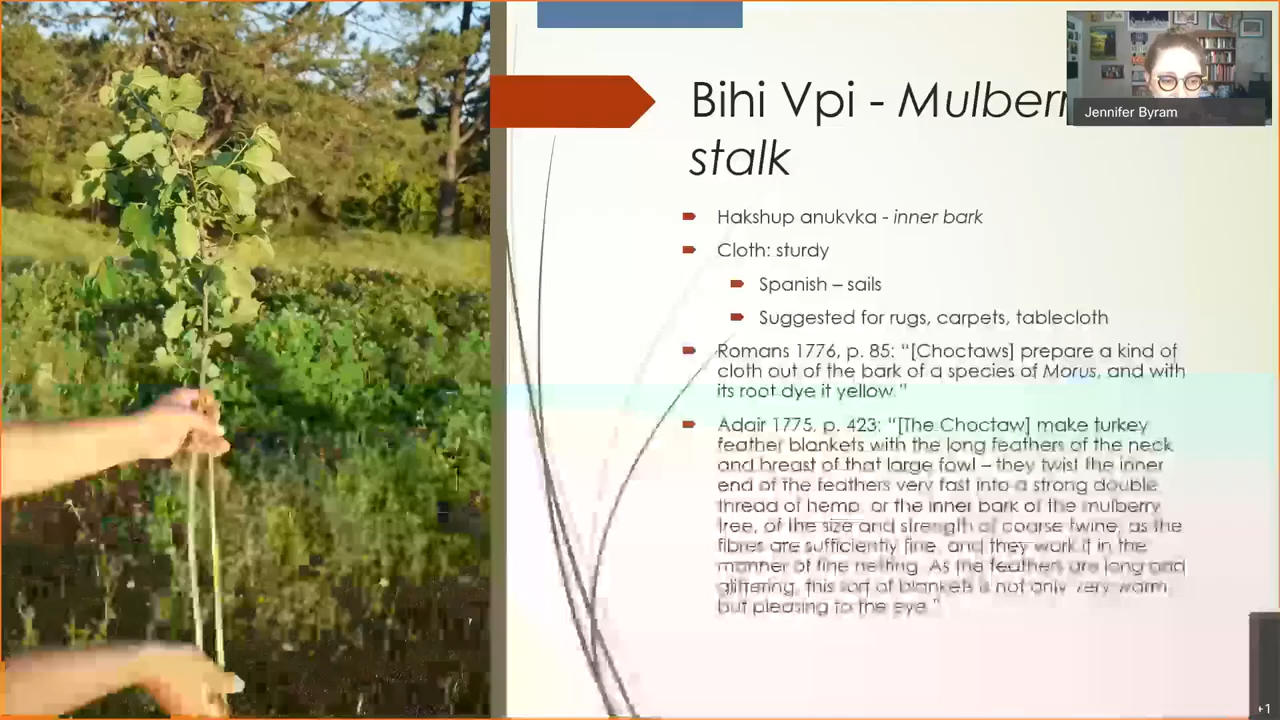 Bihi Vpi - Mulberr
stalk
Jennifer Byram
Hakshup anukvka - inner bark
Cloth: sturdy
Spanish – sails
Suggested for rugs, carpets, tablecloth
Romans 1776, p. 85: “[Choctaws] prepare a kind of
cloth out of the bark of a species of Morus, and with
its root dye it yellow.”
Adair 1775, p. 423: “[The Choctaw] make turkey
feather blankets with the long feathers of the neck
and breast of that large fowl – they twist the inner
end of the feathers very fast into a strong double
thread of hemp, or the inner bark of the mulberry
tree, of the size and strength of coarse twine, as the
fibres are sufficiently fine, and they work it in the
manner of fine netting. As the feathers are long and
glittering, this sort of blankets is not only very warm,
but pleasing to the eye.”
+1